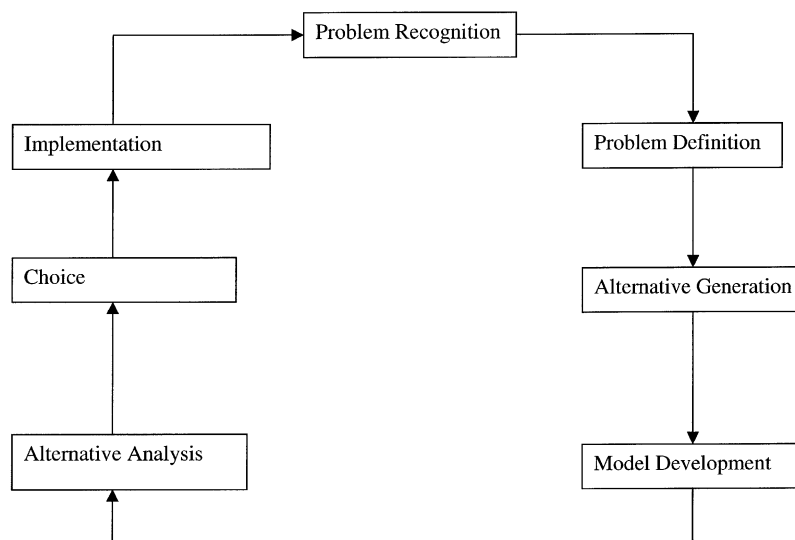 Problem Recognition
Problem Definition
Alternative Generation
Model Development
Alternative Analysis
Choice
Implementation